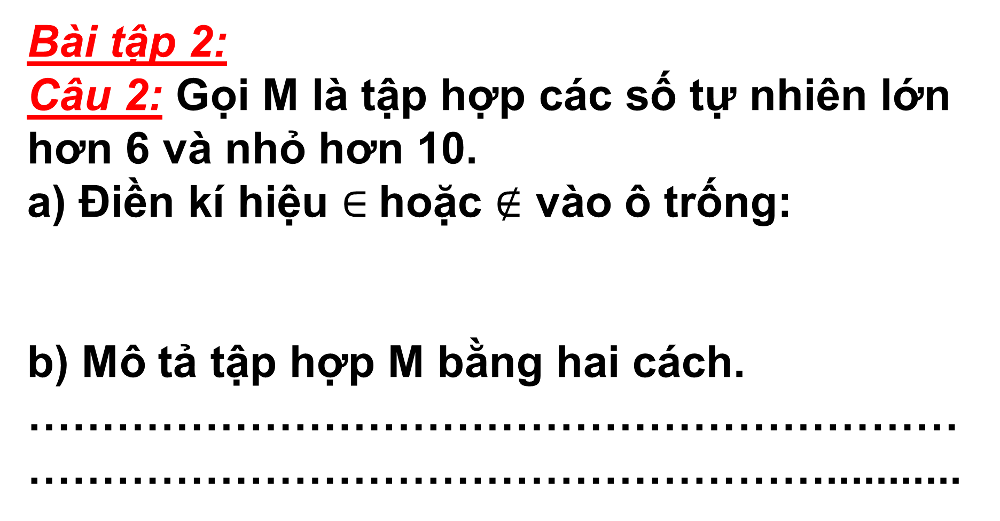 Bài tập 2:
Câu 2: Gọi M là tập hợp các số tự nhiên lớn
hơn 6 và nhỏ hơn 10.
a) Điền kí hiệu ∈ hoặc ∉ vào ô trống:
b) Mô tả tập hợp M bằng hai cách.
...............................................................
.................................................................